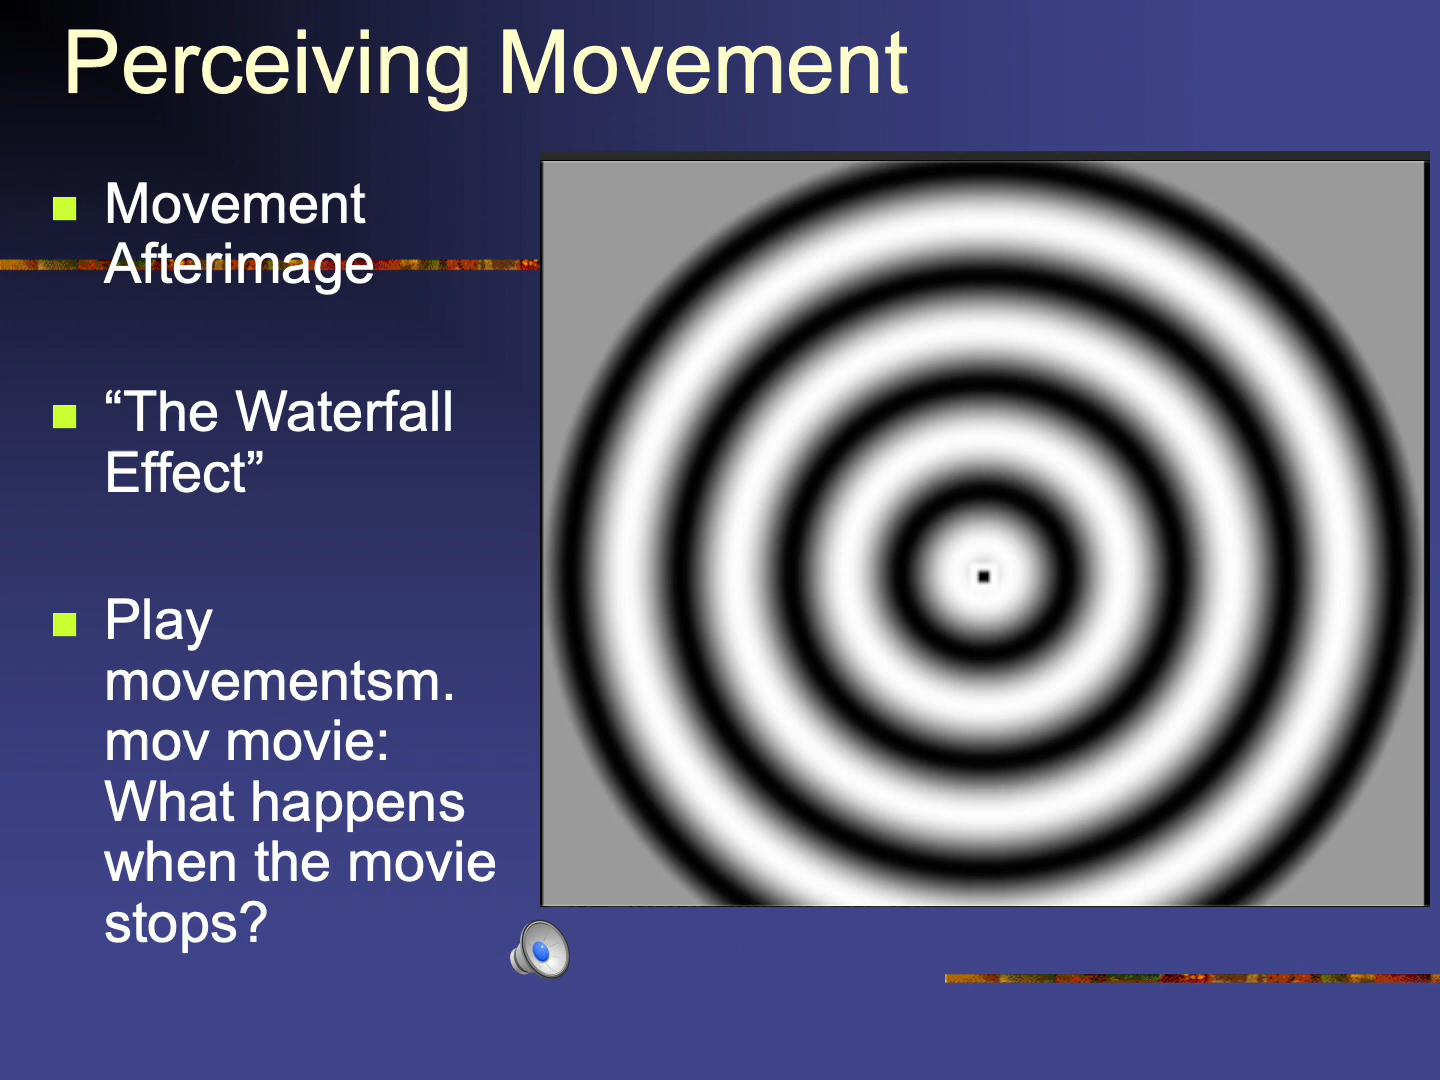 Perceiving Movement
Movement
Afterimage
“The Waterfall
Effect”
Play
movementsm.
mov movie:
What happens
when the movie
stops?